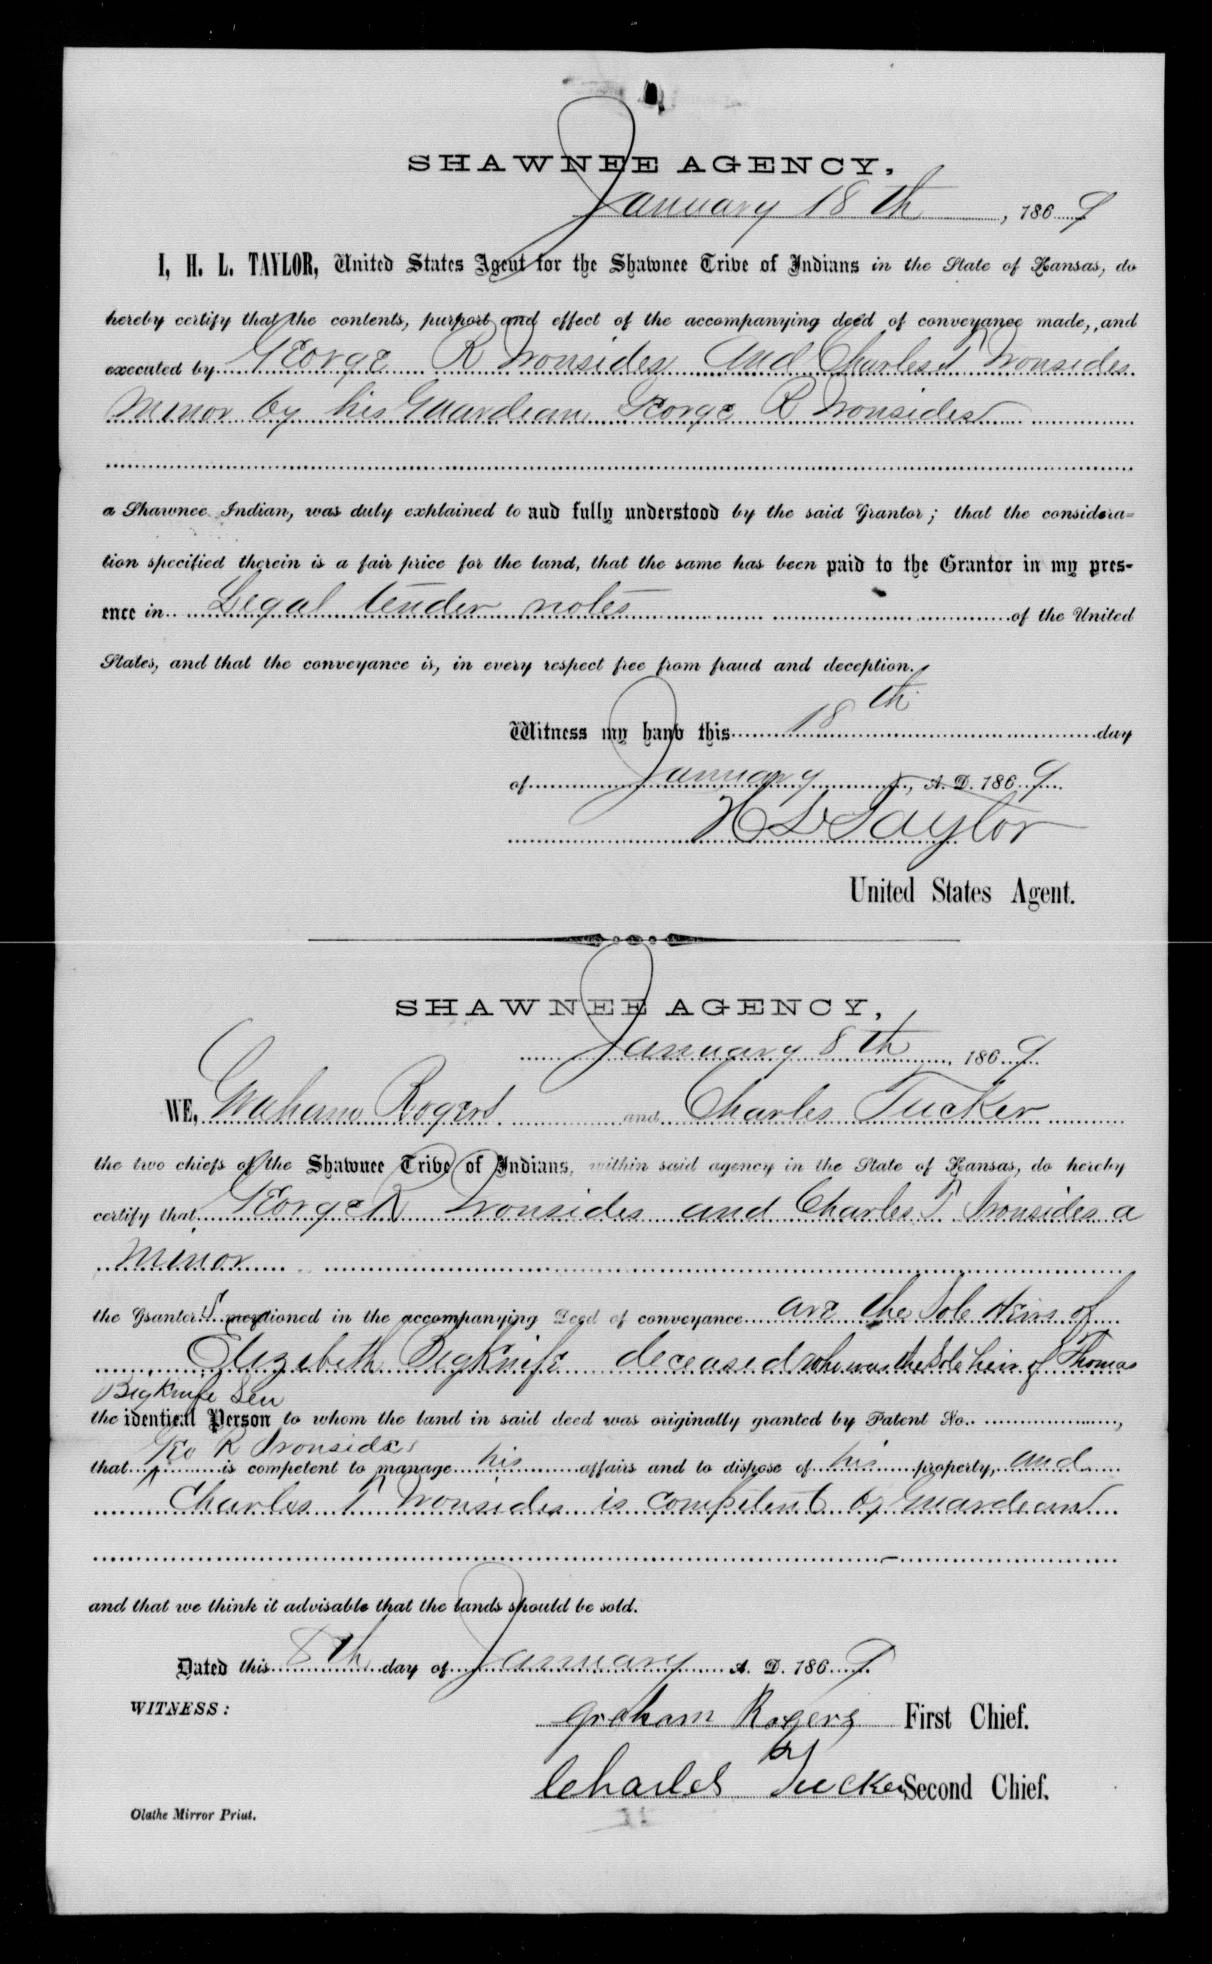 SHAWNEE AGENCY,
January 18th, 1869
I, H. L. TAYLOR, United States Agent for the Shawnee Tribe of Indians in the State of Kansas, do
hereby certify that the contents, purport and effect of the accompanying deed of conveyance made, and
executed by George R Ironsides and Charles T Ironsides
Minor by his Guardian George R Ironsides
a Shawnee Indian, was duly explained to and fully understood by the said Grantor; that the considera-
tion specified therein is a fair price for the land, that the same has been paid to the Grantor in my pres-
ence in Legal tender notes of the United
States, and that the conveyance is, in every respect free from fraud and deception.
Witness my hand this 18th day
of January, A. D. 1869
H L Taylor
United States Agent.
SHAWNEE AGENCY,
January 8th, 1869
WE, Graham Rogers and Charles Tucker
the two chiefs of the Shawnee Tribe of Indians, within said agency in the State of Kansas, do hereby
certify that George R Ironsides and Charles T Ironsides a
Minor
the Grantors mentioned in the accompanying Deed of conveyance are the Sole Heirs of
Elizebeth BigKnife deceased who was the Sole heir of Thomas
BigKnife Sen
the identical Person to whom the land in said deed was originally granted by Patent No. ,
Geo R Ironsides
that is competent to manage his affairs and to dispose of his property, and
Charles T Ironsides is competent by Guardean
and that we think it advisable that the lands should be sold.
Dated this 8th day of January A. D. 1869.
WITNESS:
Graham Rogers First Chief.
Charles Tucker Second Chief.
Olathe Mirror Print.